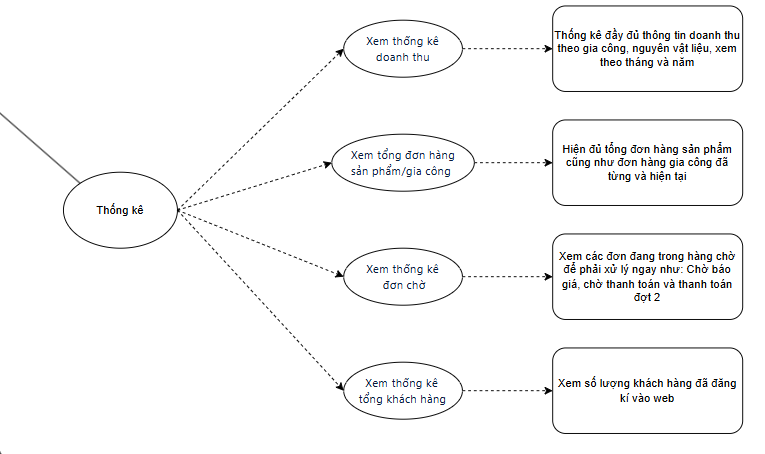 Thống kê
Xem thống kê
doanh thu
Thống kê đầy đủ thông tin doanh thu
theo gia công, nguyên vật liệu, xem
theo tháng và năm
Xem tổng đơn hàng
sản phẩm/gia công
Hiện đủ tổng đơn hàng sản phẩm
cũng như đơn hàng gia công đã
từng và hiện tại
Xem thống kê
đơn chờ
Xem các đơn đang trong hàng chờ
để phải xử lý ngay như: Chờ báo
giá, chờ thanh toán và thanh toán
đợt 2
Xem thống kê
tổng khách hàng
Xem số lượng khách hàng đã đăng
kí vào web